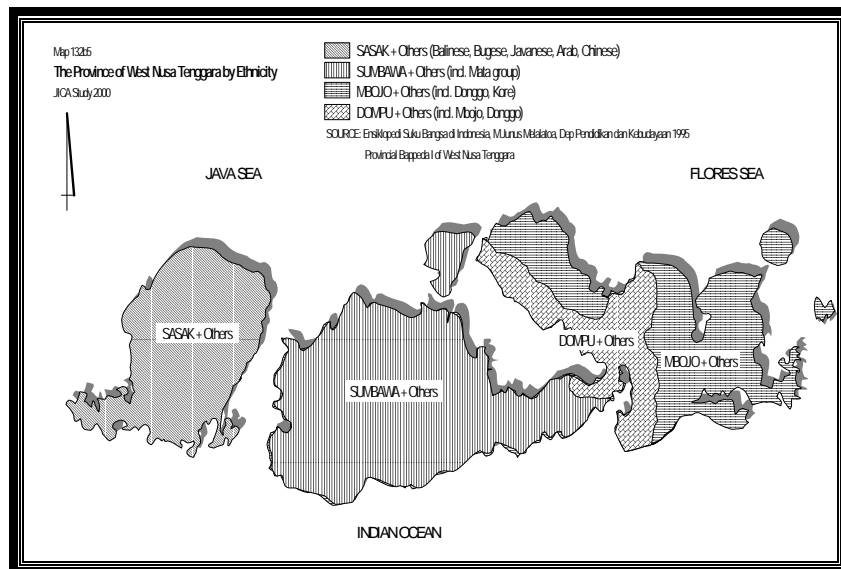 Map 132b5
The Province of West Nusa Tenggara by Ethnicity
JICA Study 2000
SASAK + Others (Balinese, Bugese, Javanese, Arab, Chinese)
SUMBAWA + Others (incl. Mata group)
MBOJO + Others (incl. Donggo, Kore)
DOMPU + Others (incl. Mbojo, Donggo)
SOURCE: Ensiklopedi Suku Bangsa di Indonesia, M.Junus Melalatoa, Dep Pendidikan dan Kebudayaan 1995
Provincial Bappeda I of West Nusa Tenggara
JAVA SEA
FLORES SEA
SASAK + Others
DOMPU + Others
MBOJO + Others
SUMBAWA + Others
INDIAN OCEAN